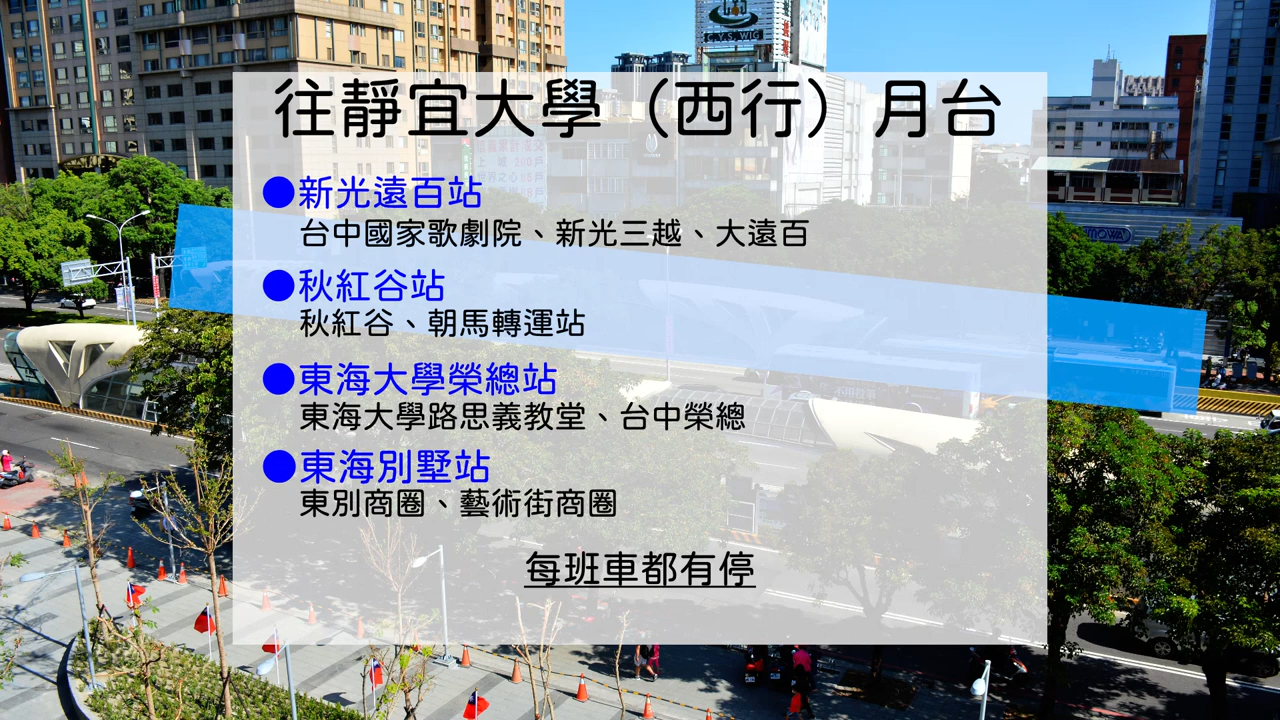 往靜宜大學（西行）月台
●新光遠百站
台中國家歌劇院、新光三越、大遠百
●秋紅谷站
秋紅谷、朝馬轉運站
●東海大學榮總站
東海大學路思義教堂、台中榮總
●東海別墅站
東別商圈、藝術街商圈
每班車都有停